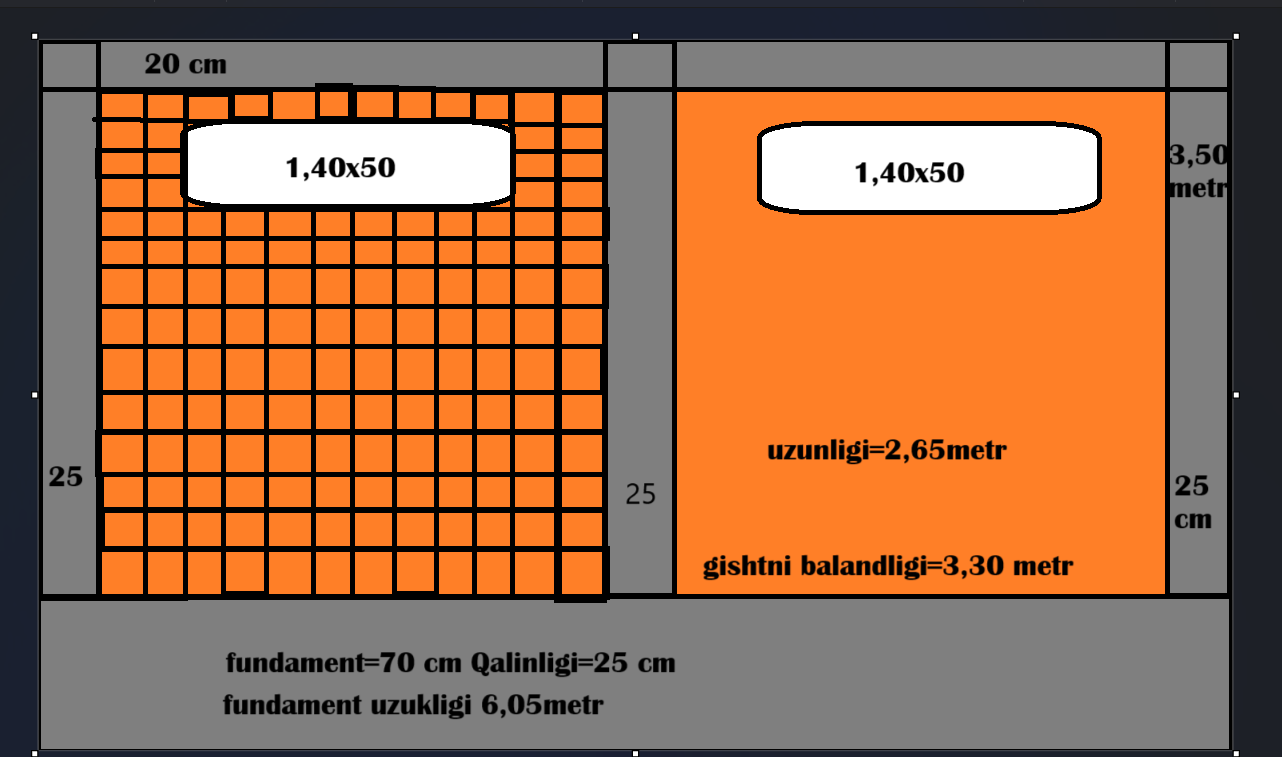 20 cm
1,40x50
1,40x50
3,50
metr
uzunligi=2,65metr
25
25
25
cm
gishtni balandligi=3,30 metr
fundament=70 cm Qalinligi=25 cm
fundament uzukligi 6,05metr